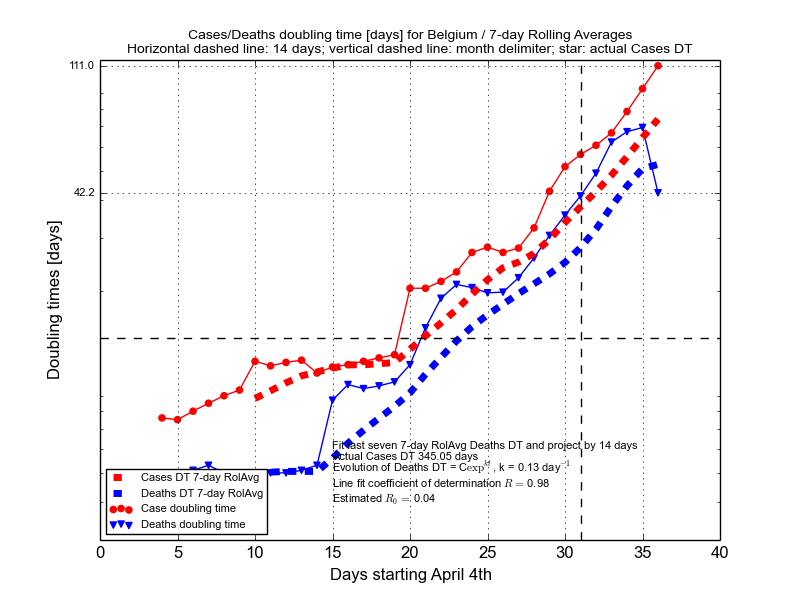 Cases/Deaths doubling time [days] for Belgium / 7-day Rolling Averages
Horizontal dashed line: 14 days; vertical dashed line: month delimiter; star: actual Cases DT
111.0
42.2
Doubling times [days]
Fit last seven 7-day RolAvg Deaths DT and project by 14 days
Actual Cases DT 345.05 days
Evolution of Deaths DT = Cexp^{kt}, k = 0.13 day^{-1}
Line fit coefficient of determination R = 0.98
Estimated R_0 = 0.04
Cases DT 7-day RolAvg
Deaths DT 7-day RolAvg
Case doubling time
Deaths doubling time
0 5 10 15 20 25 30 35 40
Days starting April 4th